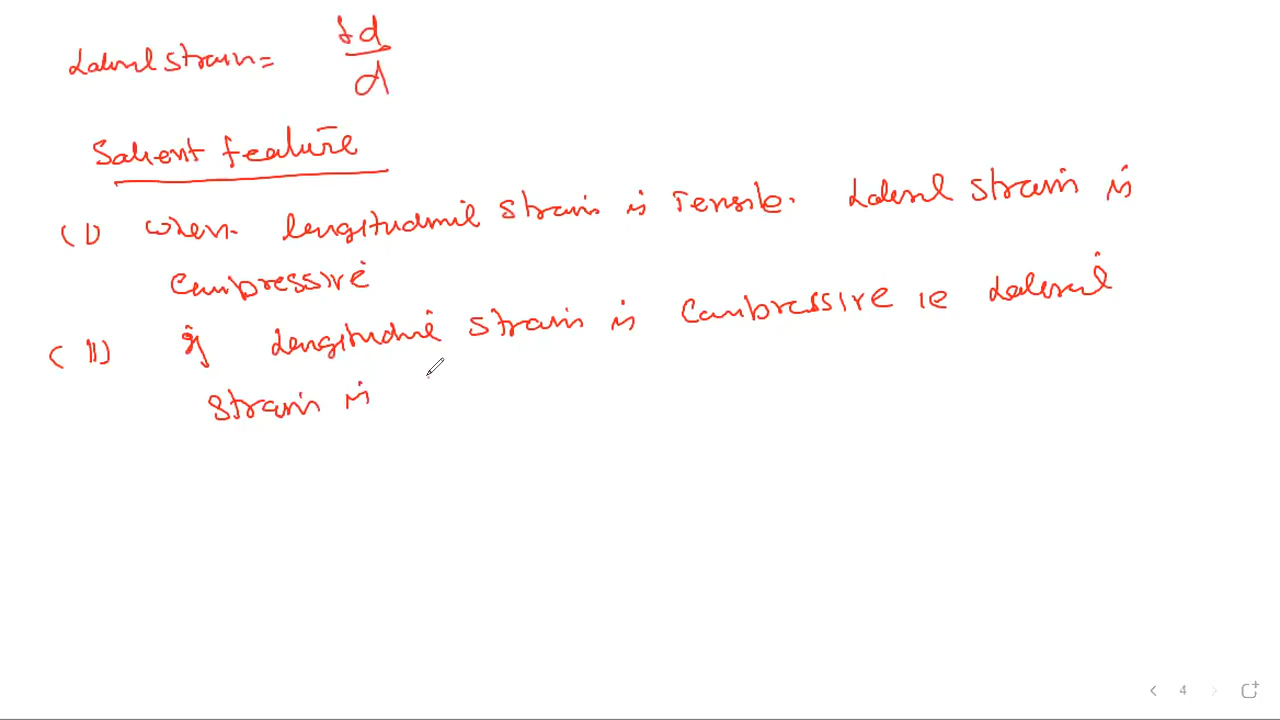 Lateral strain = δd / d
Salient feature
(I) When longitudinal strain is Tensile. Lateral strain is
Compressive
(II) if Longitudinal strain is Compressive ie Lateral
strain is
4